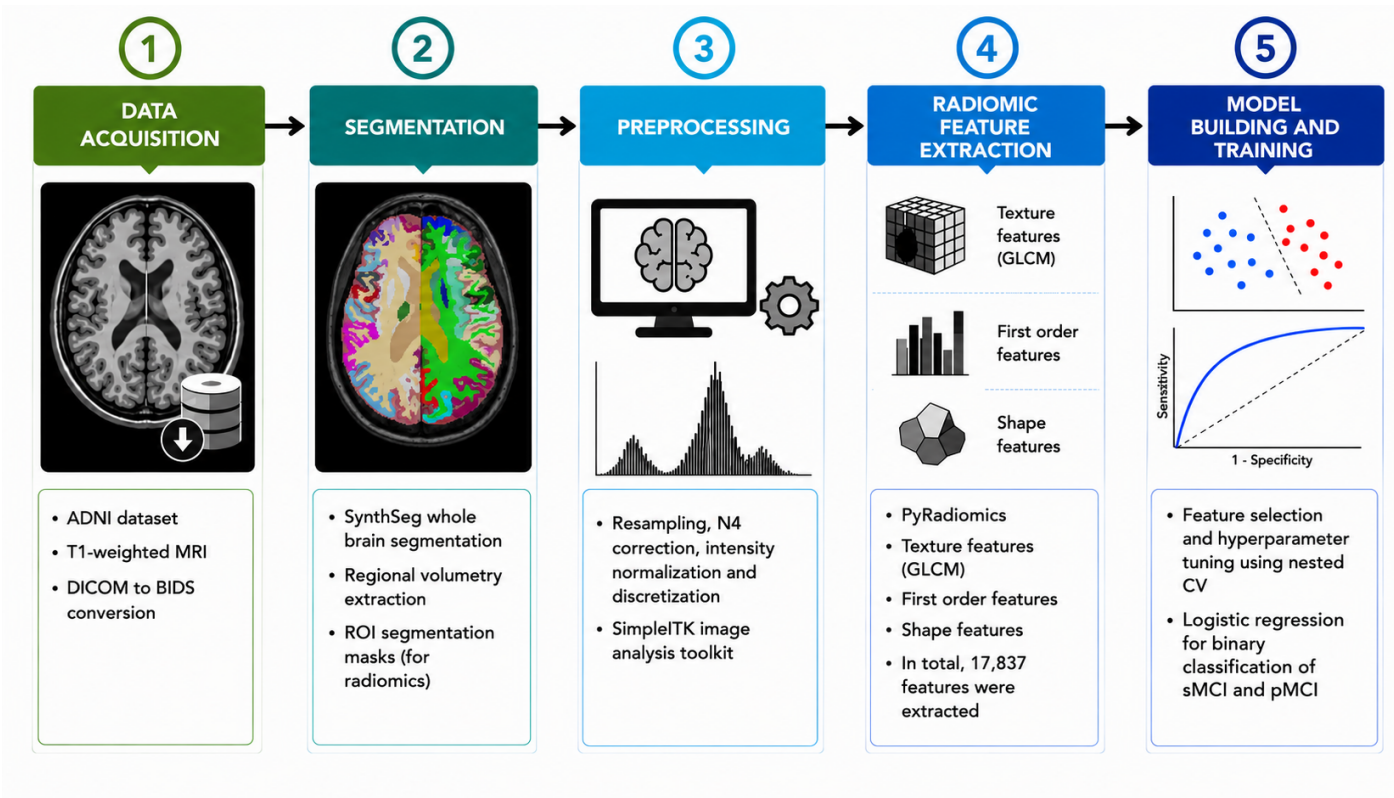 1
DATA
ACQUISITION
• ADNI dataset
• T1-weighted MRI
• DICOM to BIDS
conversion
2
SEGMENTATION
• SynthSeg whole
brain segmentation
• Regional volumetry
extraction
• ROI segmentation
masks (for
radiomics)
3
PREPROCESSING
• Resampling, N4
correction, intensity
normalization and
discretization
• SimpleITK image
analysis toolkit
4
RADIOMIC
FEATURE
EXTRACTION
Texture
features
(GLCM)
First order
features
Shape
features
• PyRadiomics
• Texture features
(GLCM)
• First order features
• Shape features
• In total, 17,837
features were
extracted
5
MODEL
BUILDING AND
TRAINING
Sensitivity
1 - Specificity
• Feature selection
and hyperparameter
tuning using nested
CV
• Logistic regression
for binary
classification of
sMCI and pMCI